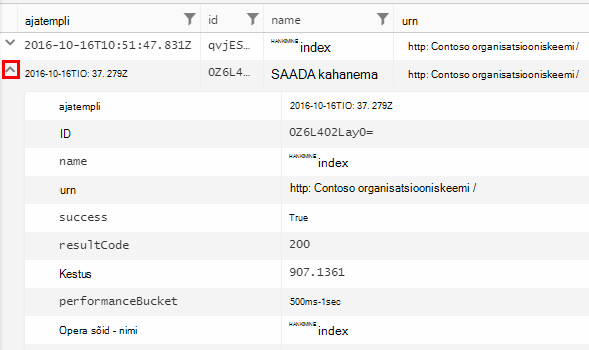 ajatempli id name urn
2016-10-16T10:51:47.831Z qvjES... HANKIMINE index http: Contoso organisatsiooniskeemi /
2016-10-16TIO: 37. 279Z 0Z6L4... SAADA kahanema http: Contoso organisatsiooniskeemi /
ajatempli 2016-10-16TIO: 37. 279Z
ID 0Z6L402Lay0=
name HANKIMINE index
urn http: Contoso organisatsiooniskeemi /
success True
resultCode 200
Kestus 907.1361
performanceBucket 500ms-1sec
Opera sõid - nimi HANKIMINE index